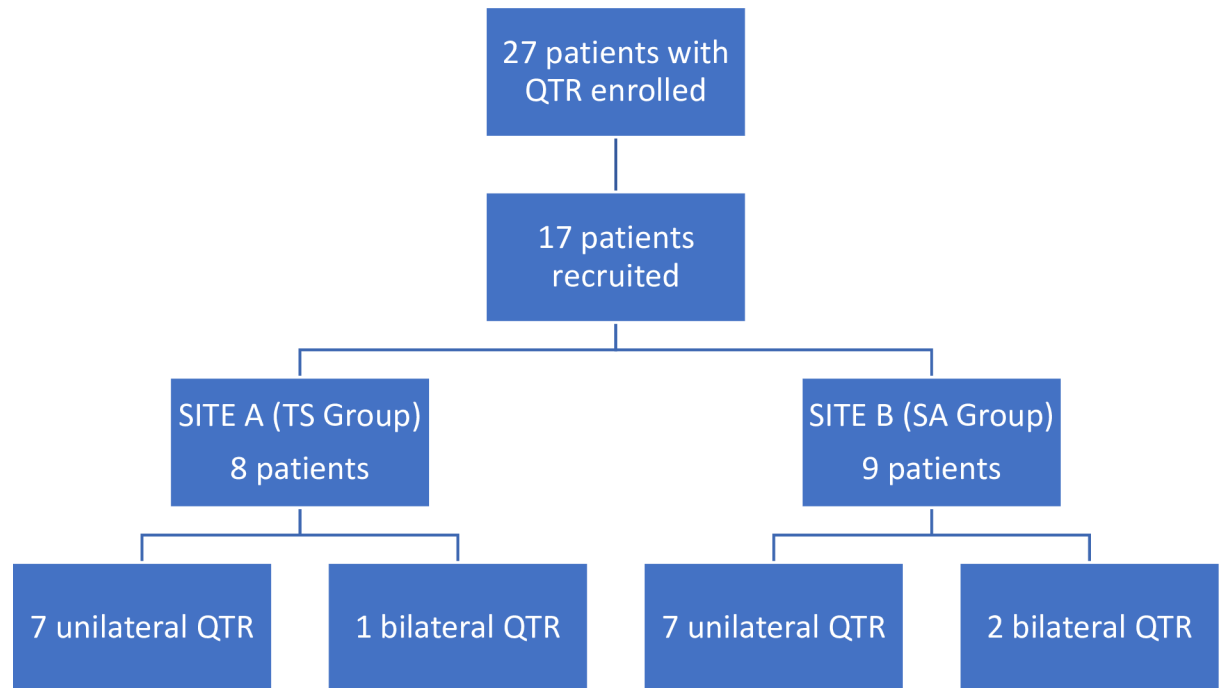 27 patients with
QTR enrolled
17 patients
recruited
SITE A (TS Group)
8 patients
SITE B (SA Group)
9 patients
7 unilateral QTR
1 bilateral QTR
7 unilateral QTR
2 bilateral QTR